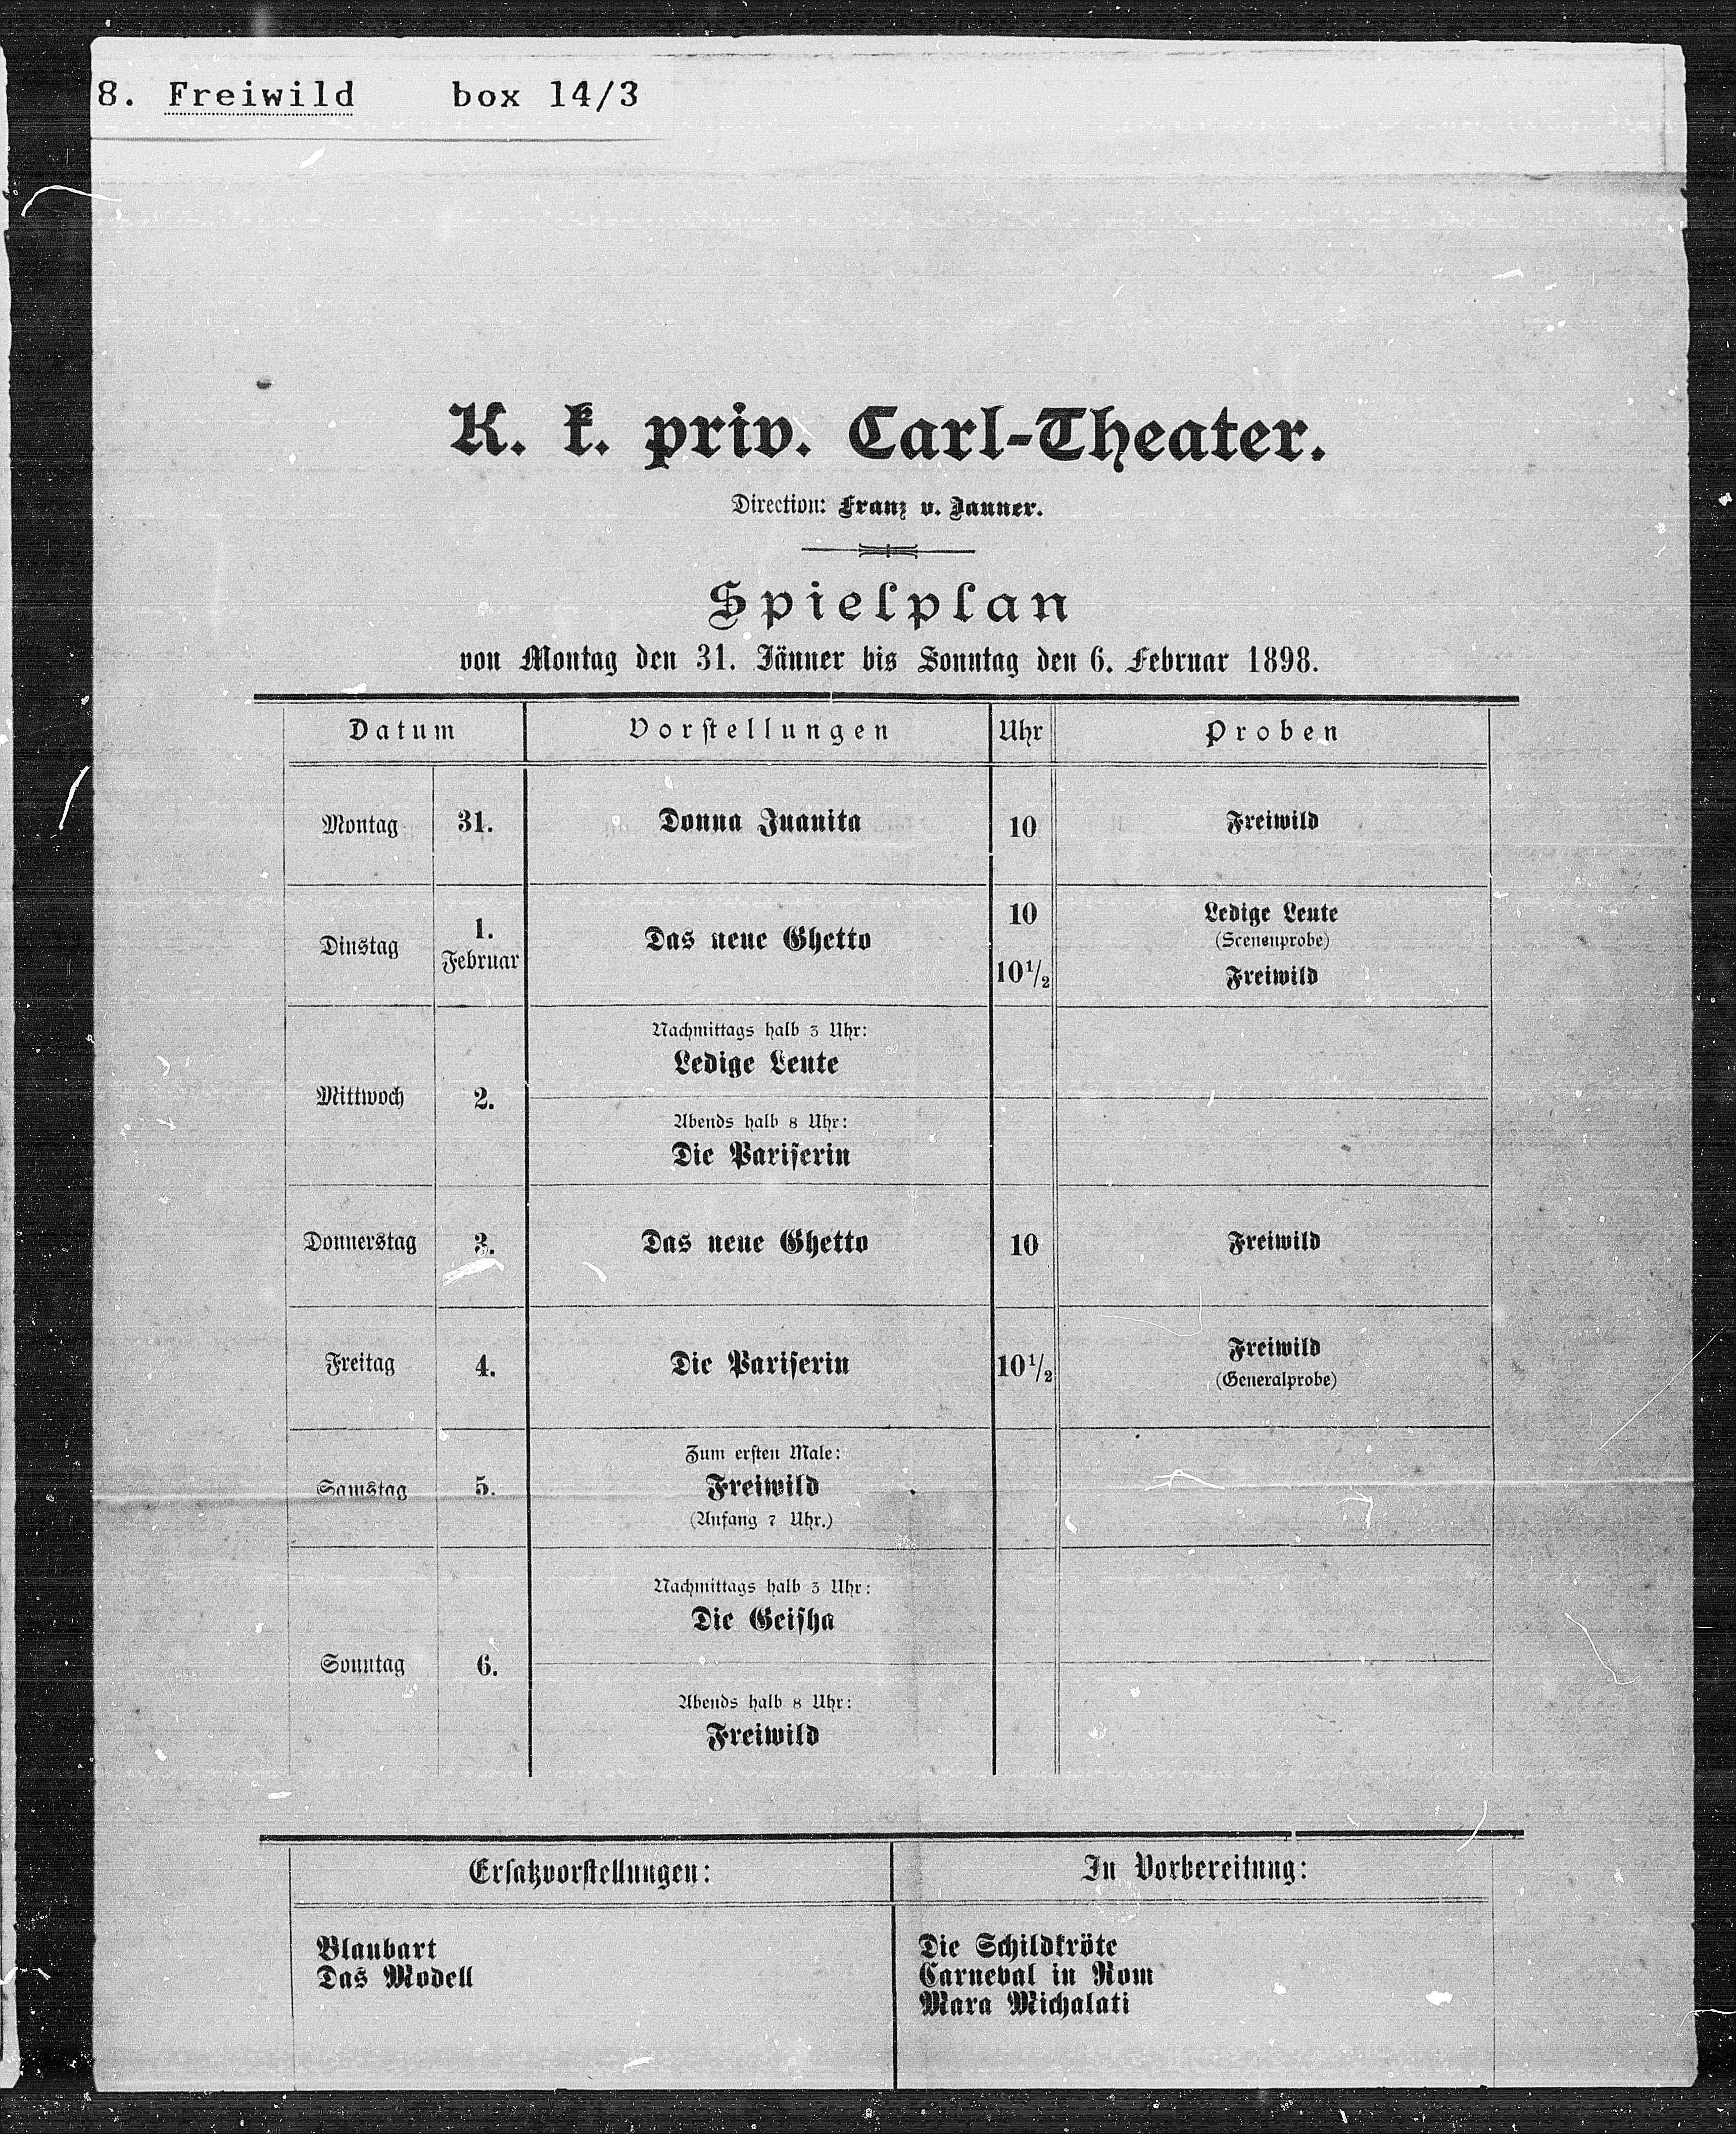 8. Freiwild box 14/3
K. k. priv. Carl-Theater.
Direction: Franz v. Jauner.
Spielplan
von Montag den 31. Jänner bis Sonntag den 6. Februar 1898.
Datum Vorstellungen Uhr Proben
Montag 31. Donna Juanita 10 Freiwild
Dinstag 1. Februar Das neue Ghetto 10 Ledige Leute
(Scenenprobe)
10 1/2 Freiwild
Mittwoch 2. Nachmittags halb 3 Uhr:
Ledige Leute
Abends halb 8 Uhr:
Die Pariserin
Donnerstag 3. Das neue Ghetto 10 Freiwild
Freitag 4. Die Pariserin 10 1/2 Freiwild
(Generalprobe)
Samstag 5. Zum ersten Male:
Freiwild
(Anfang 7 Uhr.)
Sonntag 6. Nachmittags halb 3 Uhr:
Die Geisha
Abends halb 8 Uhr:
Freiwild
Ersatzvorstellungen: In Vorbereitung:
Blaubart
Das Modell
Die Schildkröte
Carneval in Rom
Mara Michalati